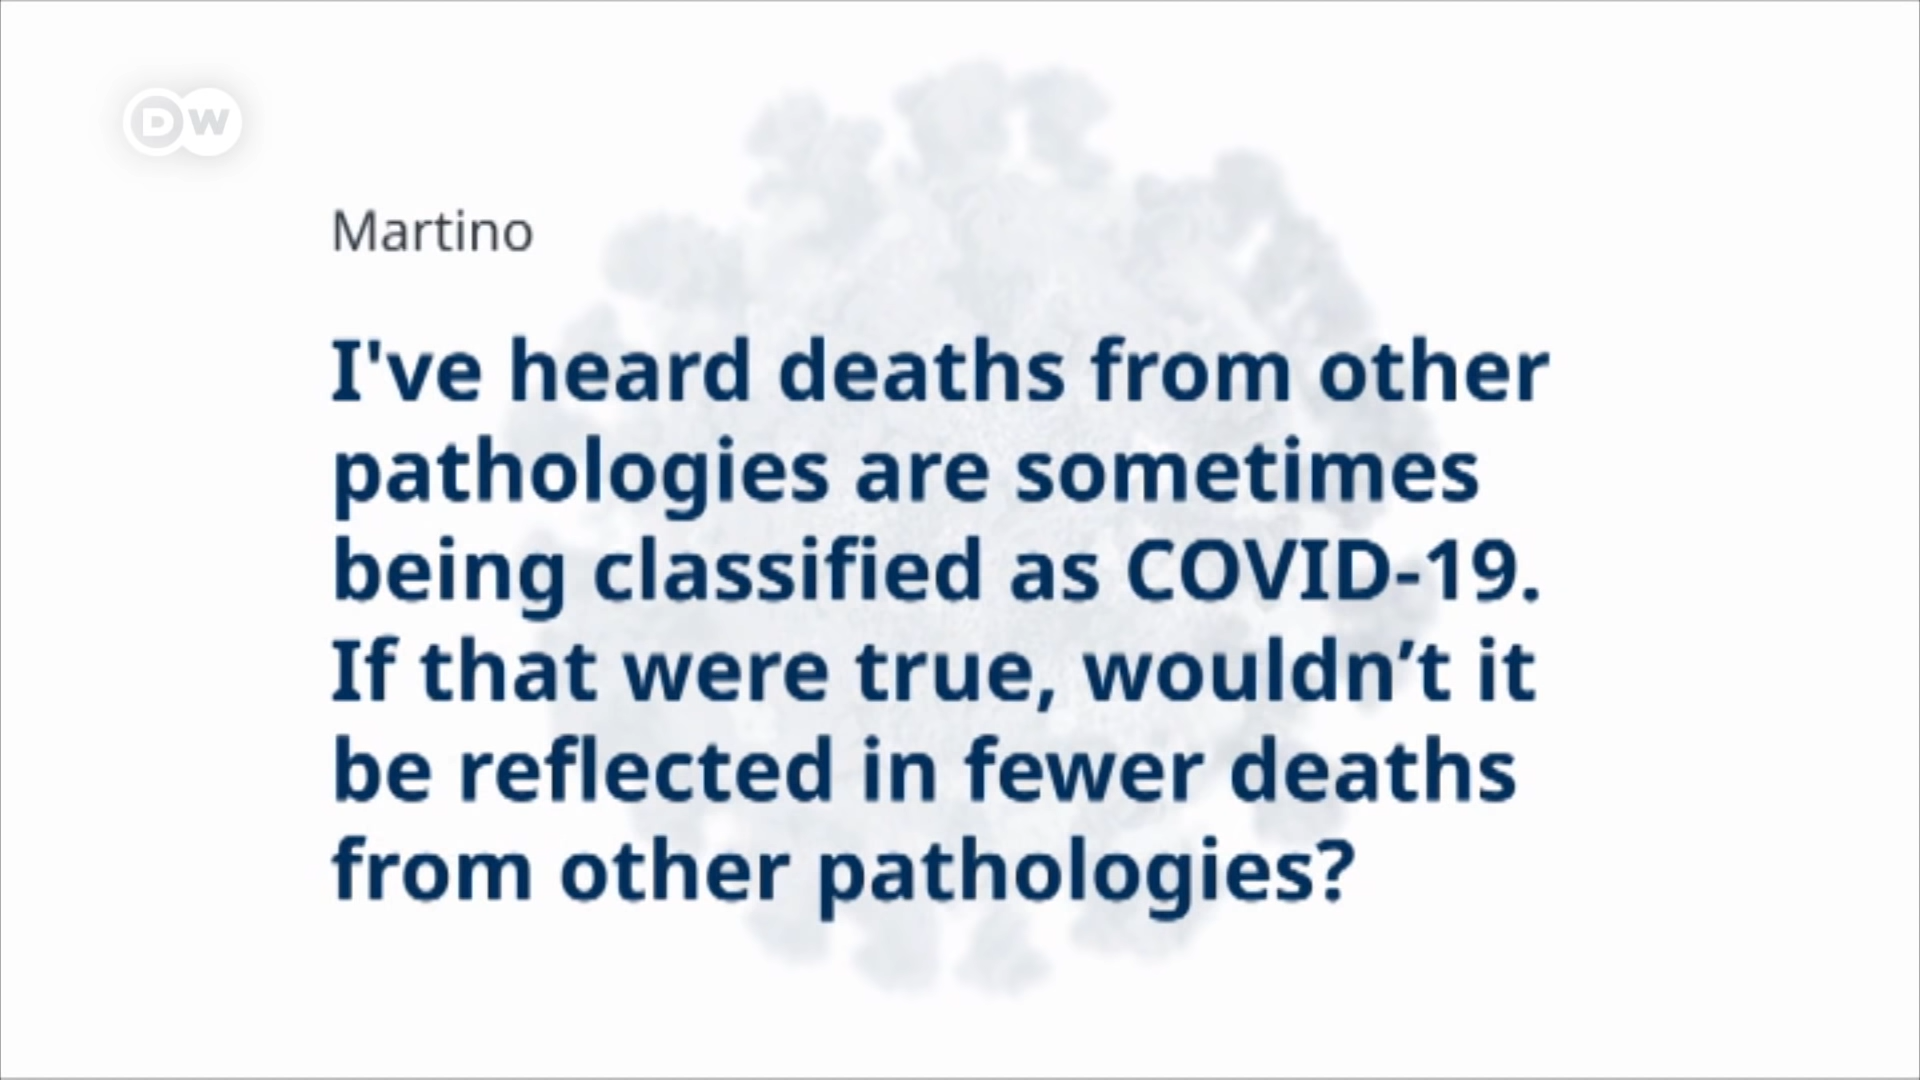 DW
Martino
I've heard deaths from other
pathologies are sometimes
being classified as COVID-19.
If that were true, wouldn’t it
be reflected in fewer deaths
from other pathologies?